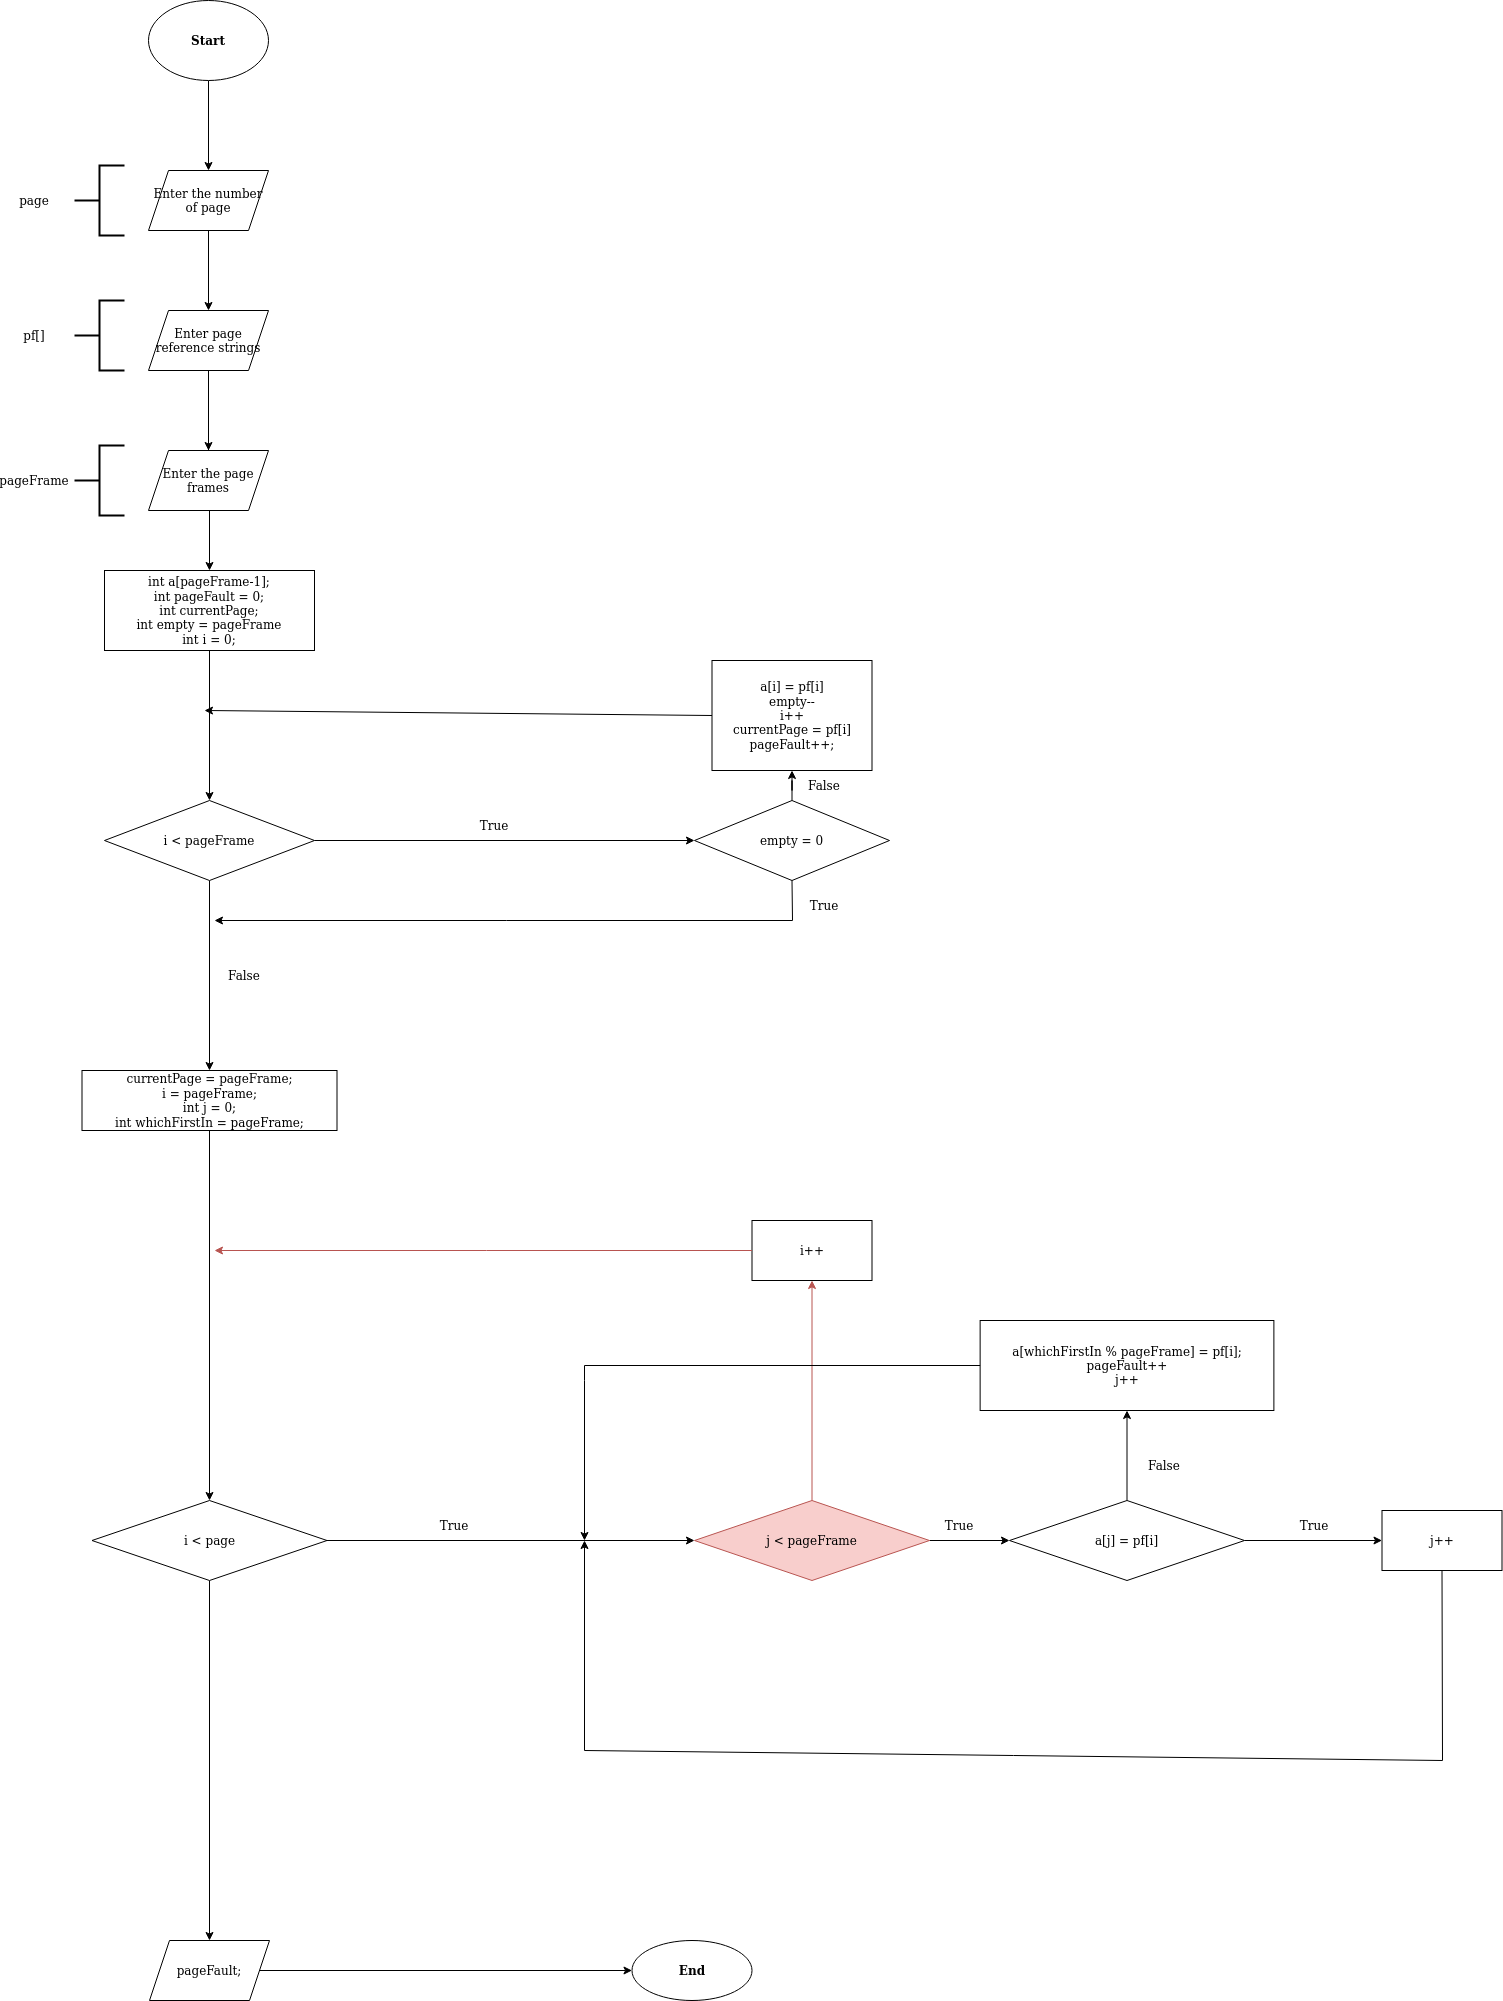 Start
page
Enter the number
of page
pf[]
Enter page
reference strings
pageFrame
Enter the page
frames
int a[pageFrame-1];
int pageFault = 0;
int currentPage;
int empty = pageFrame
int i = 0;
a[i] = pf[i]
empty--
i++
currentPage = pf[i]
pageFault++;
False
i < pageFrame
True
empty = 0
True
False
currentPage = pageFrame;
i = pageFrame;
int j = 0;
int whichFirstIn = pageFrame;
i++
a[whichFirstIn % pageFrame] = pf[i];
pageFault++
j++
False
i < page
True
j < pageFrame
True
a[j] = pf[i]
True
j++
pageFault;
End